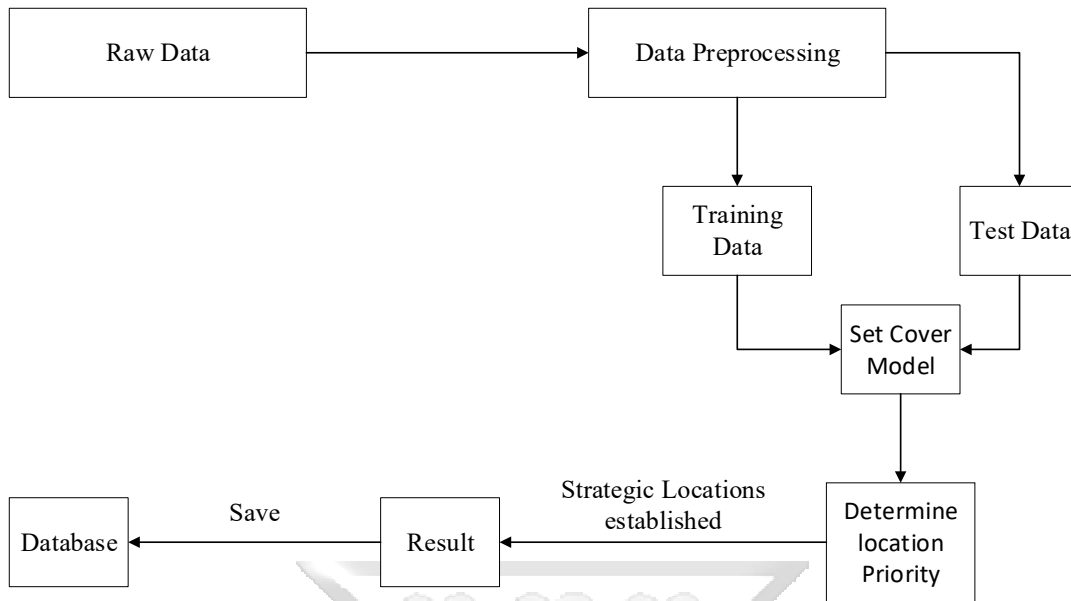 Raw Data
Data Preprocessing
Training
Data
Test Data
Set Cover
Model
Strategic Locations
established
Save
Database
Result
Determine
location
Priority